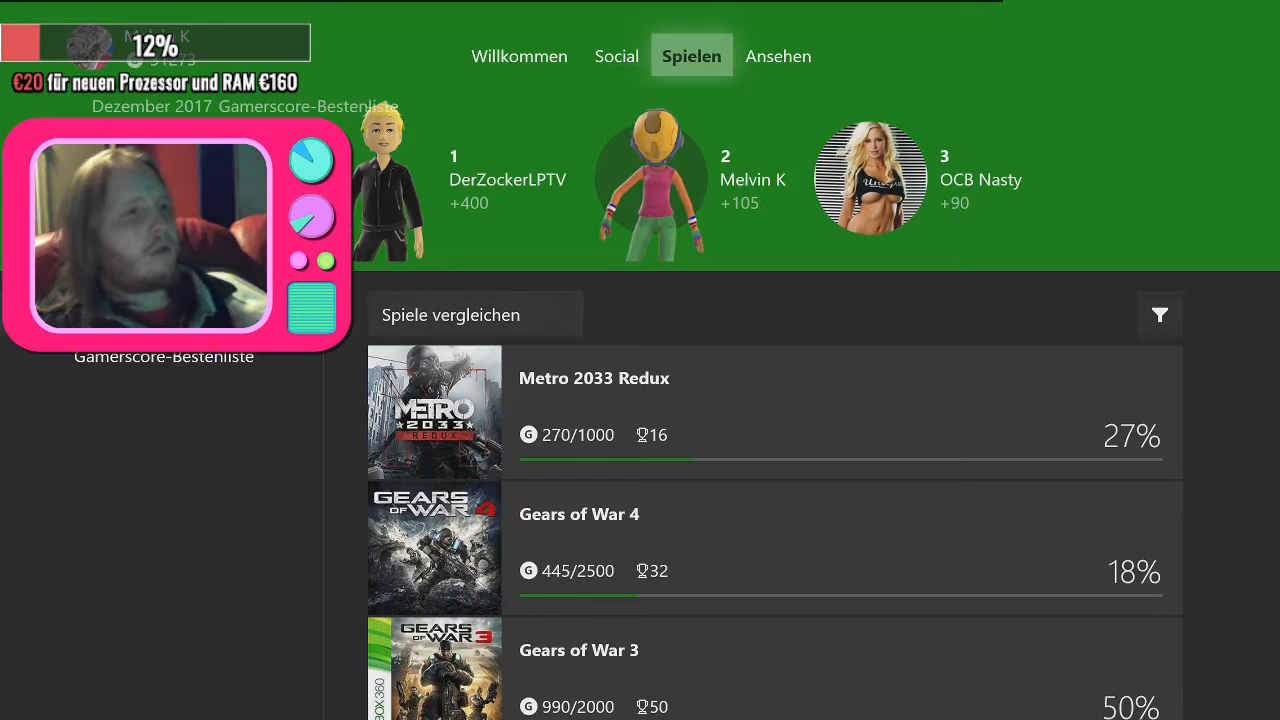 Melvin K
12%
31273
€20 für neuen Prozessor und RAM €160
Dezember 2017 Gamerscore-Bestenliste
Willkommen Social Spielen Ansehen
1
DerZockerLPTV
+400
2
Melvin K
+105
3
OCB Nasty
+90
Gamerscore-Bestenliste
Spiele vergleichen
METRO
2033
REDUX
Metro 2033 Redux
G 270/1000 16
27%
GEARS
OF WAR 4
Gears of War 4
G 445/2500 32
18%
GEARS
OF WAR 3
XBOX 360
Gears of War 3
G 990/2000 50
50%